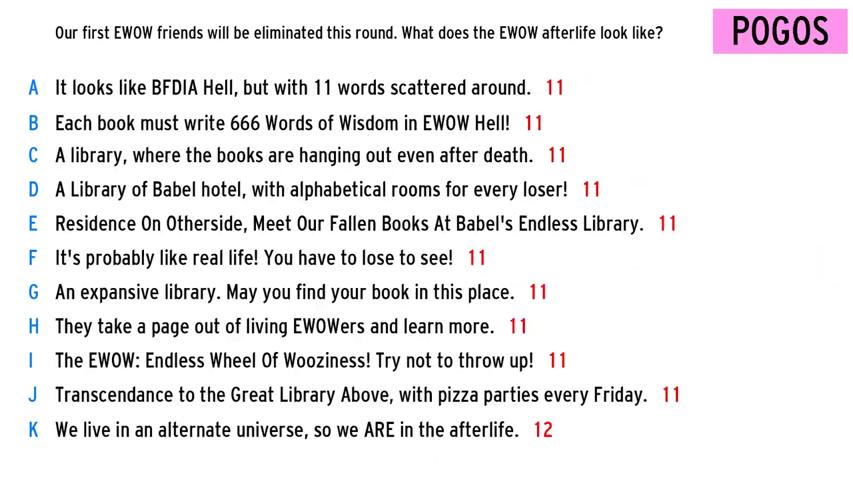 Our first EWOW friends will be eliminated this round. What does the EWOW afterlife look like?
POGOS
A It looks like BFDIA Hell, but with 11 words scattered around. 11
B Each book must write 666 Words of Wisdom in EWOW Hell! 11
C A library, where the books are hanging out even after death. 11
D A Library of Babel hotel, with alphabetical rooms for every loser! 11
E Residence On Otherside, Meet Our Fallen Books At Babel's Endless Library. 11
F It's probably like real life! You have to lose to see! 11
G An expansive library. May you find your book in this place. 11
H They take a page out of living EWOWers and learn more. 11
I The EWOW: Endless Wheel Of Wooziness! Try not to throw up! 11
J Transcendance to the Great Library Above, with pizza parties every Friday. 11
K We live in an alternate universe, so we ARE in the afterlife. 12